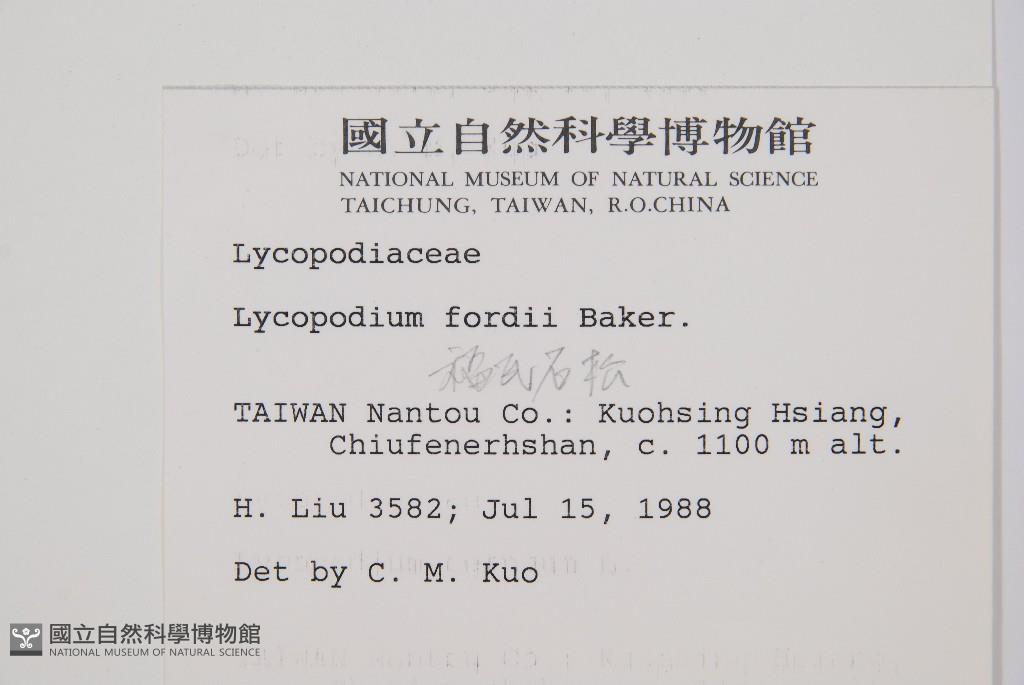 國立自然科學博物館
NATIONAL MUSEUM OF NATURAL SCIENCE
TAICHUNG, TAIWAN, R.O.CHINA
Lycopodiaceae
Lycopodium fordii Baker.
福氏石松
TAIWAN Nantou Co.: Kuohsing Hsiang,
Chiufenerhshan, c. 1100 m alt.
H. Liu 3582; Jul 15, 1988
Det by C. M. Kuo
國立自然科學博物館
NATIONAL MUSEUM OF NATURAL SCIENCE